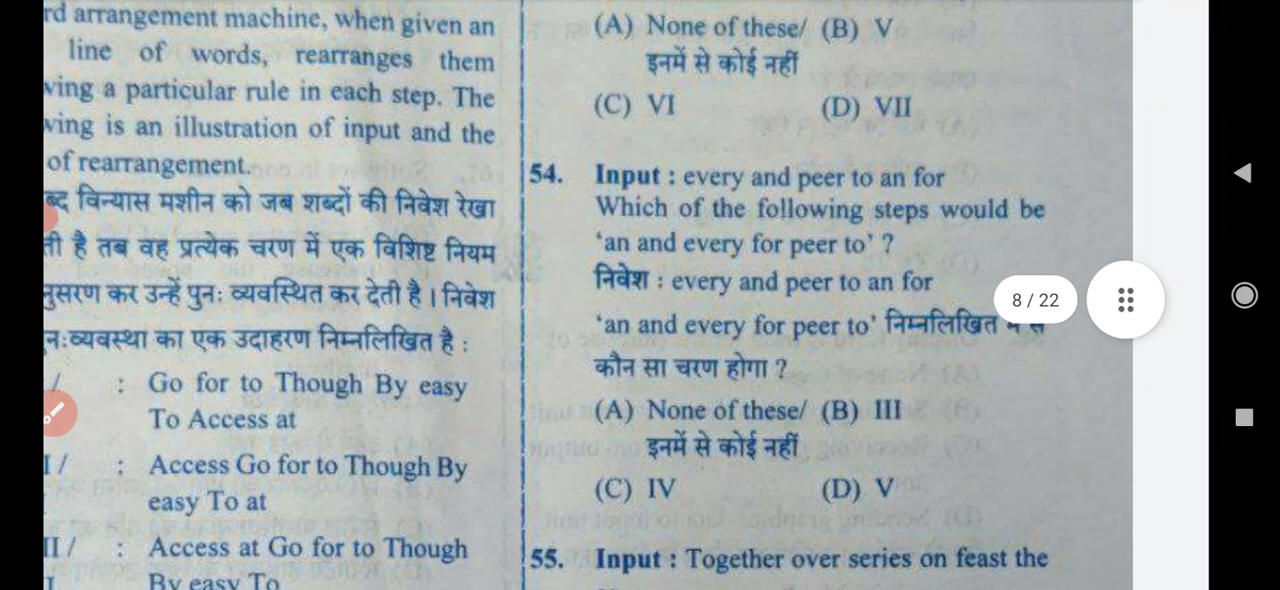 rd arrangement machine, when given an
line of words, rearranges them
ving a particular rule in each step. The
ving is an illustration of input and the
of rearrangement.
ब्द विन्यास मशीन को जब शब्दों की निवेश रेखा
ती है तब वह प्रत्येक चरण में एक विशिष्ट नियम
नुसरण कर उन्हें पुनः व्यवस्थित कर देती है । निवेश
नःव्यवस्था का एक उदाहरण निम्नलिखित है :
/ : Go for to Though By easy
To Access at
I / : Access Go for to Though By
easy To at
II / : Access at Go for to Though
By easy To
(A) None of these/ (B) V
इनमें से कोई नहीं
(C) VI (D) VII
54. Input : every and peer to an for
Which of the following steps would be
‘an and every for peer to’ ?
निवेश : every and peer to an for
‘an and every for peer to’ निम्नलिखित में से
कौन सा चरण होगा ?
(A) None of these/ (B) III
इनमें से कोई नहीं
(C) IV (D) V
55. Input : Together over series on feast the
8 / 22